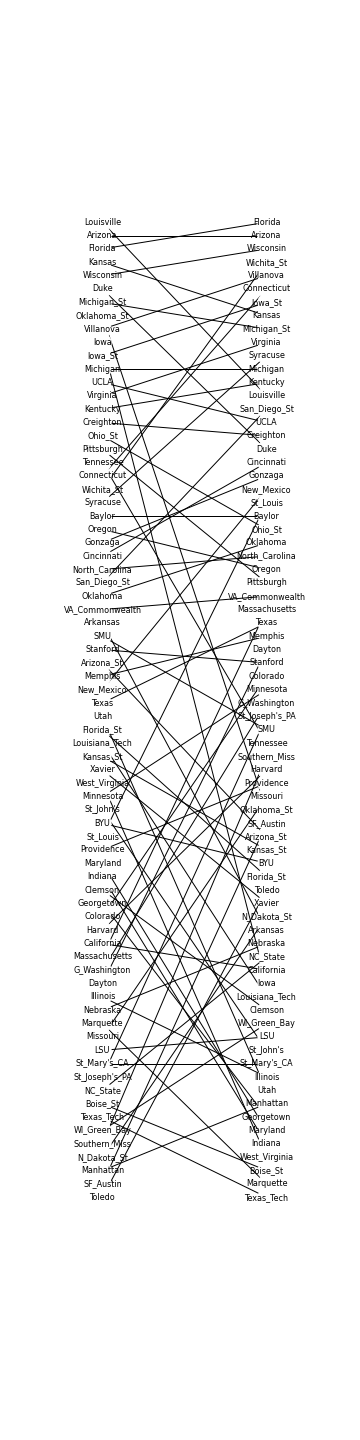 Louisville Florida
Arizona Arizona
Florida Wisconsin
Kansas Wichita_St
Wisconsin Villanova
Duke Connecticut
Michigan_St Iowa_St
Oklahoma_St Kansas
Villanova Michigan_St
Iowa Virginia
Iowa_St Syracuse
Michigan Michigan
UCLA Kentucky
Virginia Louisville
Kentucky San_Diego_St
Creighton UCLA
Ohio_St Creighton
Pittsburgh Duke
Tennessee Cincinnati
Connecticut Gonzaga
Wichita_St New_Mexico
Syracuse St_Louis
Baylor Baylor
Oregon Ohio_St
Gonzaga Oklahoma
Cincinnati North_Carolina
North_Carolina Oregon
San_Diego_St Pittsburgh
Oklahoma VA_Commonwealth
VA_Commonwealth Massachusetts
Arkansas Texas
SMU Memphis
Stanford Dayton
Arizona_St Stanford
Memphis Colorado
New_Mexico Minnesota
Texas G_Washington
Utah St_Joseph's_PA
Florida_St SMU
Louisiana_Tech Tennessee
Kansas_St Southern_Miss
Xavier Harvard
West_Virginia Providence
Minnesota Missouri
St_John's Oklahoma_St
BYU SF_Austin
St_Louis Arizona_St
Providence Kansas_St
Maryland BYU
Indiana Florida_St
Clemson Toledo
Georgetown Xavier
Colorado N_Dakota_St
Harvard Arkansas
California Nebraska
Massachusetts NC_State
G_Washington California
Dayton Iowa
Illinois Louisiana_Tech
Nebraska Clemson
Marquette WI_Green_Bay
Missouri LSU
LSU St_John's
St_Mary's_CA St_Mary's_CA
St_Joseph's_PA Illinois
NC_State Utah
Boise_St Manhattan
Texas_Tech Georgetown
WI_Green_Bay Maryland
Southern_Miss Indiana
N_Dakota_St West_Virginia
Manhattan Boise_St
SF_Austin Marquette
Toledo Texas_Tech